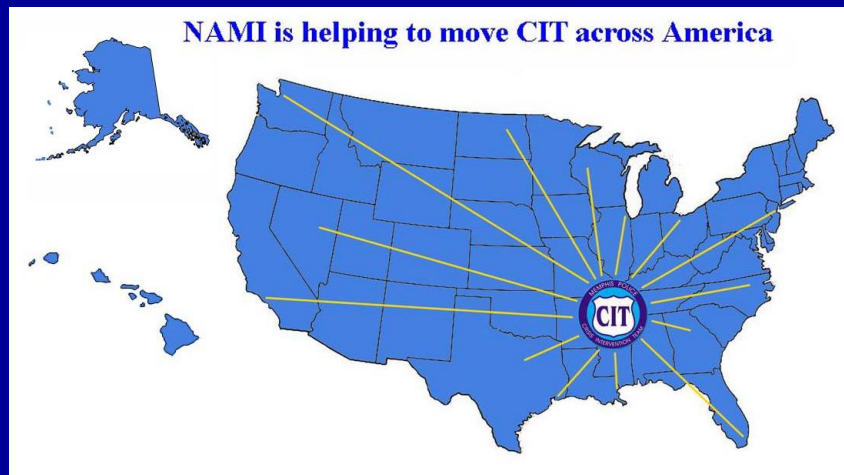 NAMI is helping to move CIT across America
MEMPHIS POLICE
CIT
CRISIS INTERVENTION TEAM